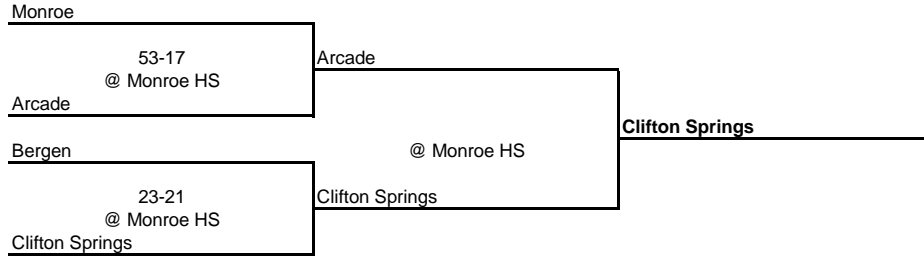 Monroe
53-17
@ Monroe HS
Arcade
Arcade
Bergen
23-21
@ Monroe HS
Clifton Springs
@ Monroe HS
Clifton Springs
Clifton Springs